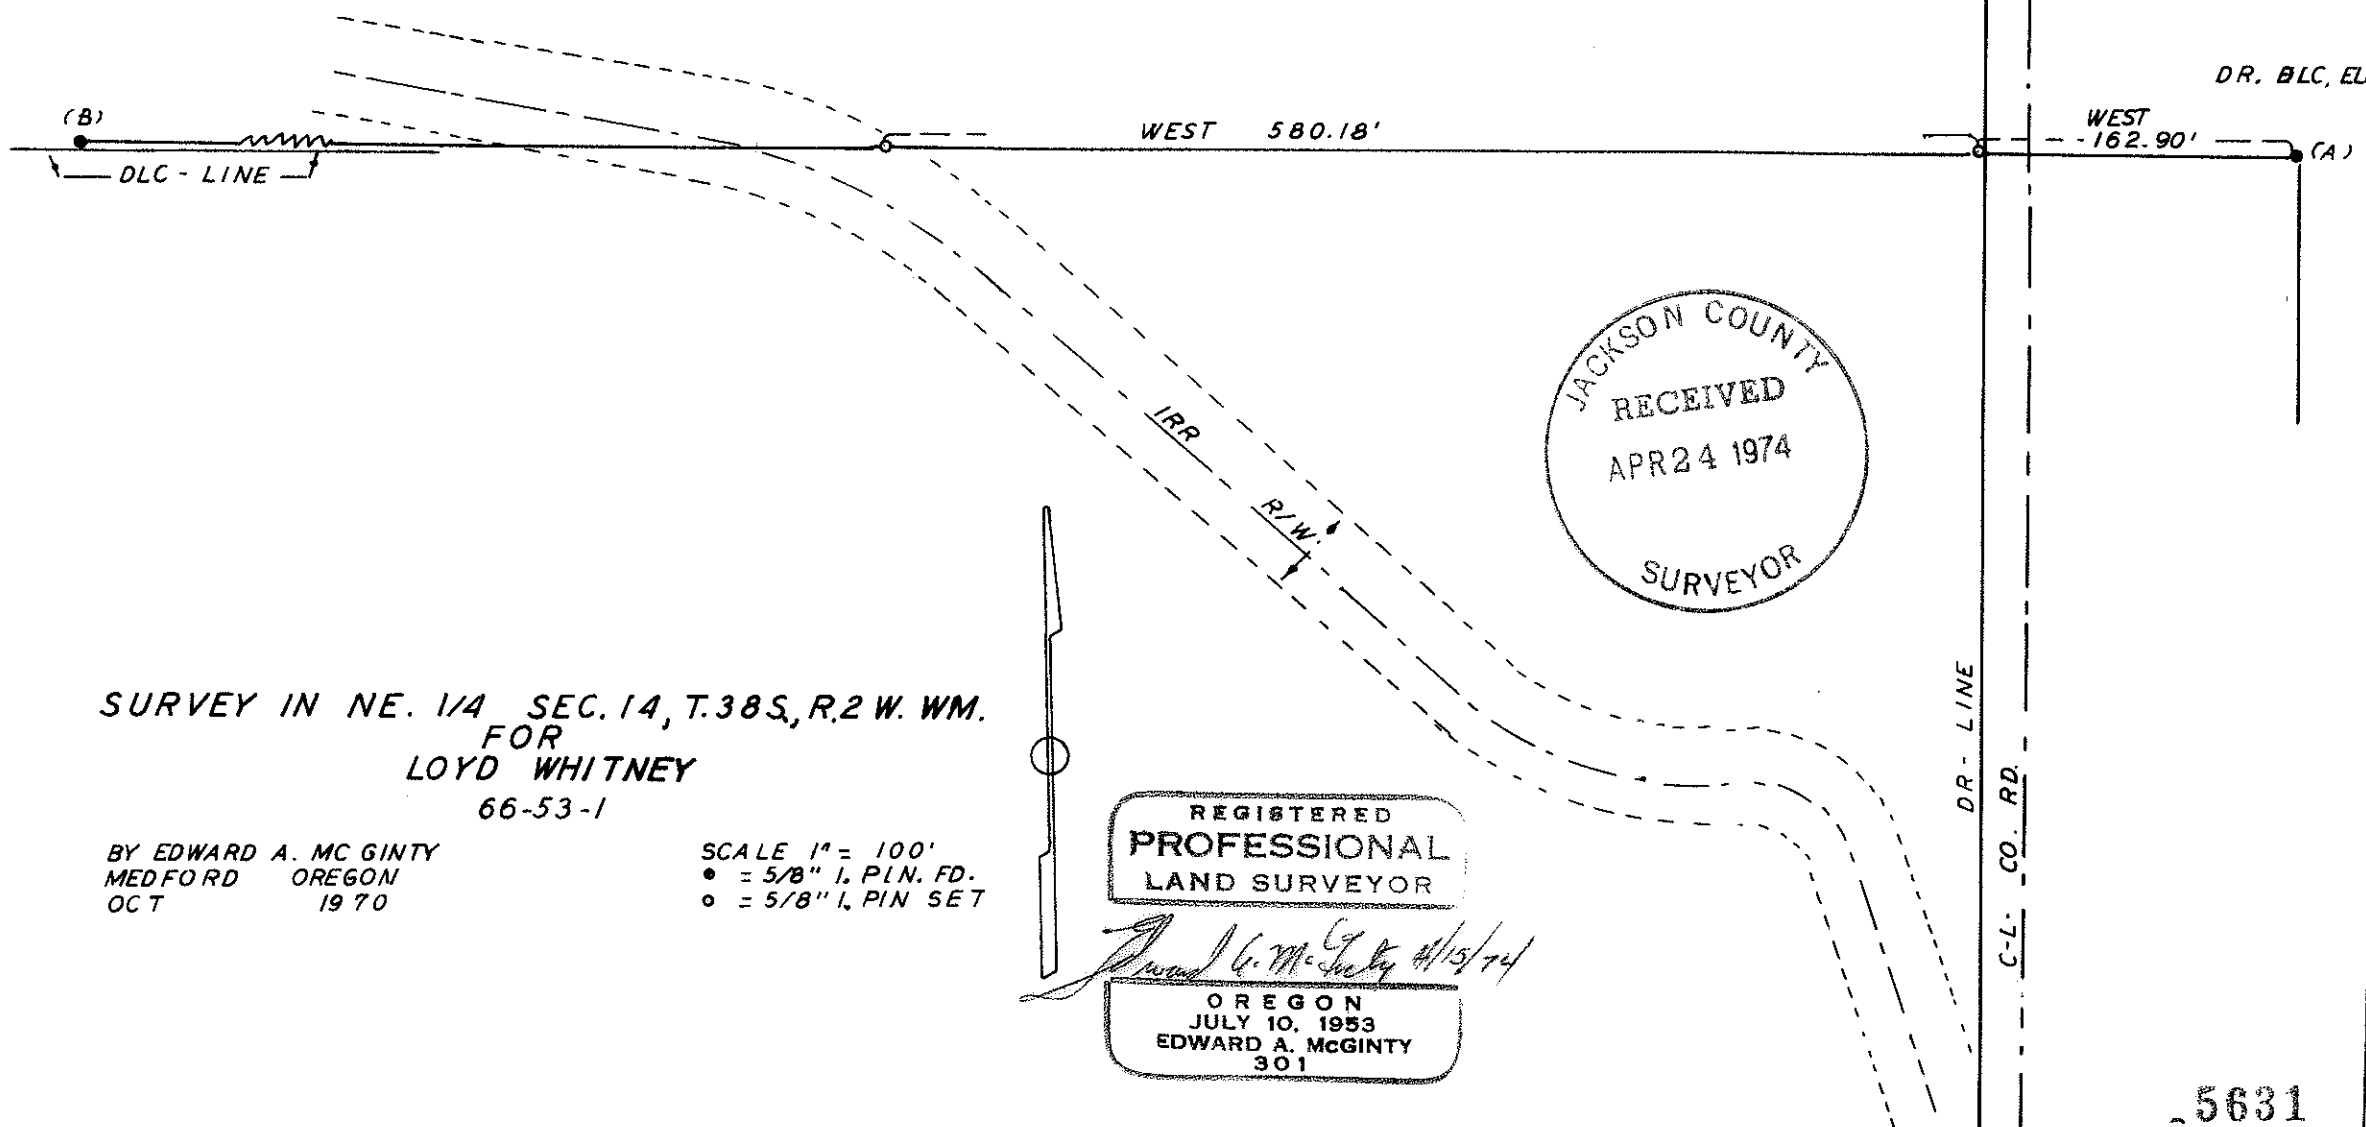 DR. BLC, EL
(B)
WEST 580.18'
WEST
162.90'
(A)
DLC - LINE
IRR
R/W.
JACKSON COUNTY
RECEIVED
APR 24 1974
SURVEYOR
DR - LINE
C-L. CO. RD.
SURVEY IN NE. 1/4 SEC. 14, T.38S., R.2 W. WM.
FOR
LOYD WHITNEY
66-53-1
BY EDWARD A. MC GINTY
MEDFORD OREGON
OCT 1970
SCALE 1" = 100'
● = 5/8" I. PIN. FD.
o = 5/8" I. PIN SET
REGISTERED
PROFESSIONAL
LAND SURVEYOR
Edward A. McGinty 4/15/74
OREGON
JULY 10, 1953
EDWARD A. McGINTY
301
5631